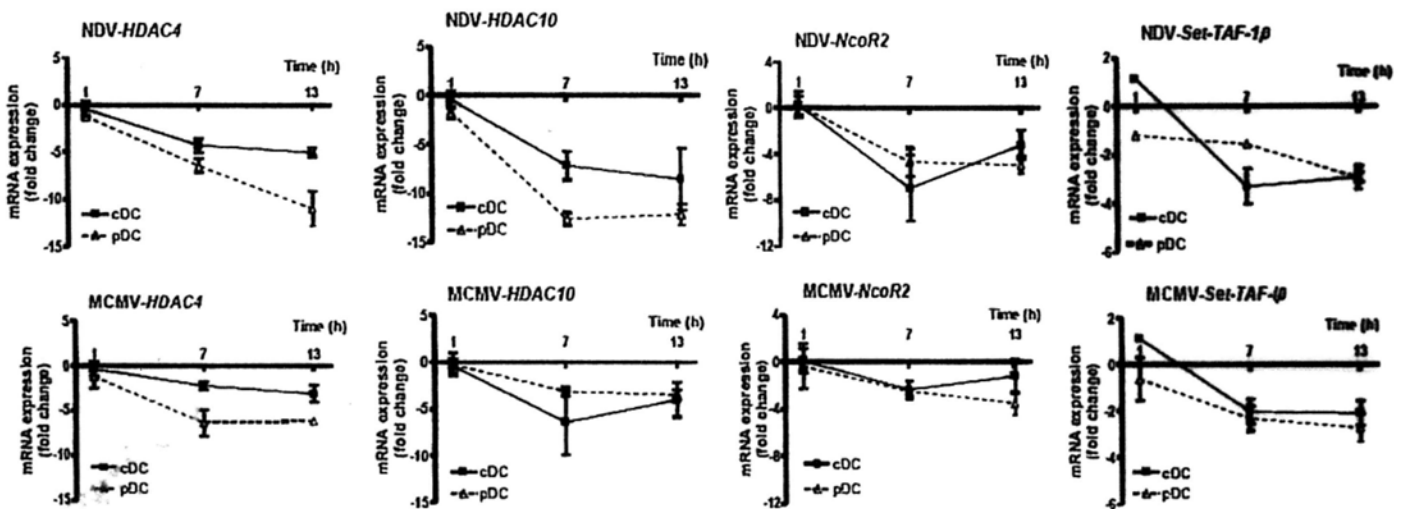 NDV-HDAC4
mRNA expression
(fold change)
5
0
-5
-10
-15
Time (h)
1
7
13
cDC
pDC
NDV-HDAC10
mRNA expression
(fold change)
5
0
-5
-10
-15
Time (h)
1
7
13
cDC
pDC
NDV-NcoR2
mRNA expression
(fold change)
4
0
-4
-8
-12
Time (h)
1
7
13
cDC
pDC
NDV-Set-TAF-1β
mRNA expression
(fold change)
2
0
-2
-4
-6
Time (h)
1
7
13
cDC
pDC
MCMV-HDAC4
mRNA expression
(fold change)
5
0
-5
-10
-15
Time (h)
1
7
13
cDC
pDC
MCMV-HDAC10
mRNA expression
(fold change)
5
0
-5
-10
-15
Time (h)
1
7
13
cDC
pDC
MCMV-NcoR2
mRNA expression
(fold change)
4
0
-4
-8
-12
Time (h)
1
7
13
cDC
pDC
MCMV-Set-TAF-Iβ
mRNA expression
(fold change)
2
0
-2
-4
-6
Time (h)
1
7
13
cDC
pDC